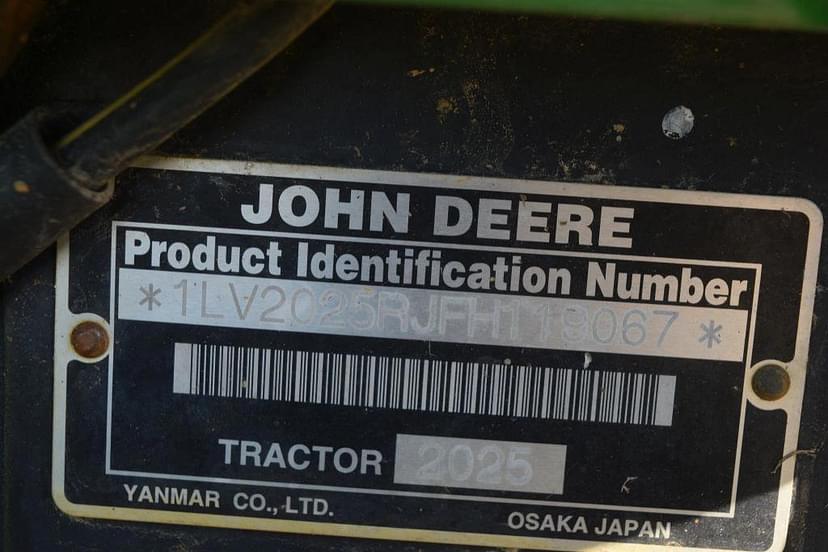 JOHN DEERE
Product Identification Number
*1LV2025RJFH119067*
TRACTOR 2025
YANMAR CO., LTD.
OSAKA JAPAN